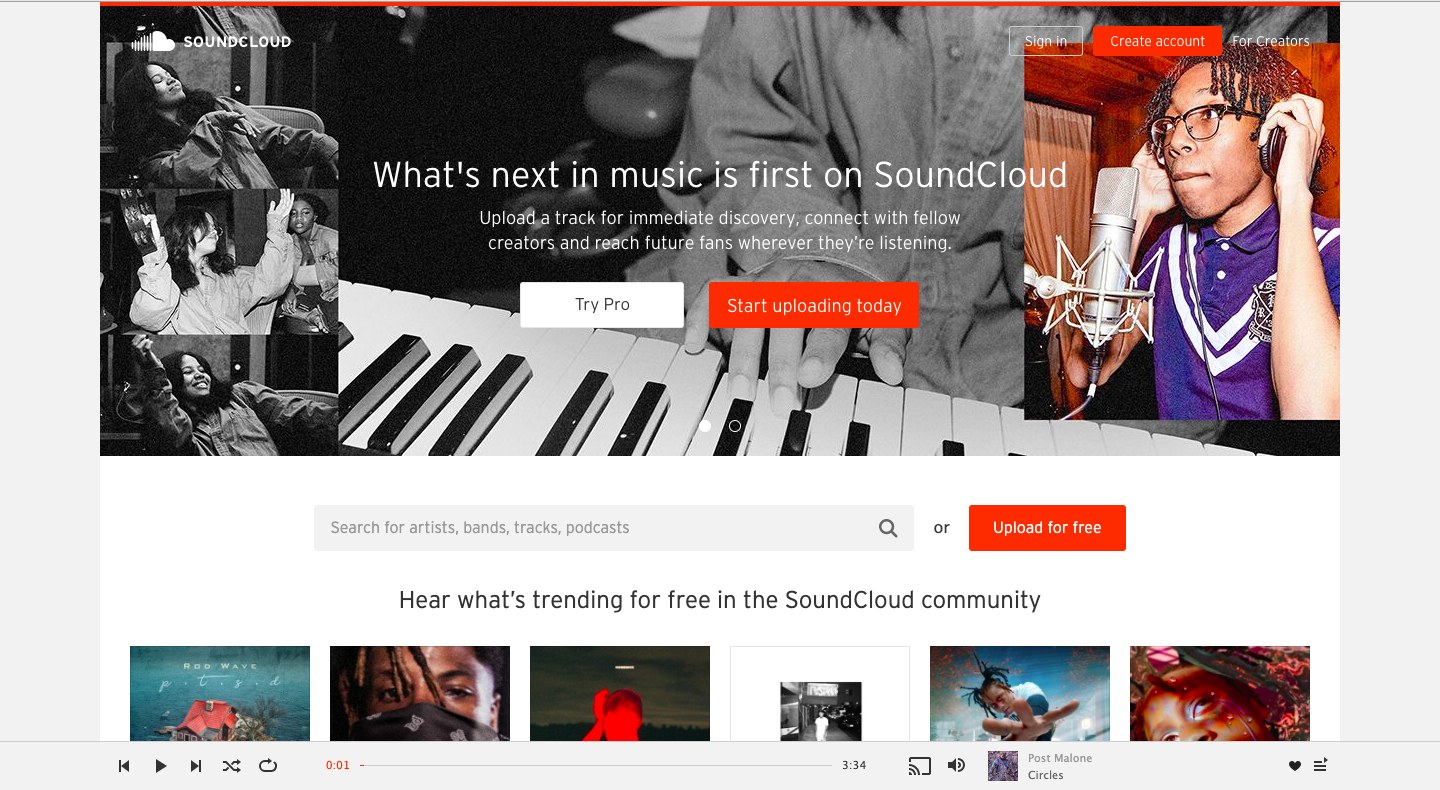 SOUNDCLOUD
Sign in
Create account
For Creators
What's next in music is first on SoundCloud
Upload a track for immediate discovery, connect with fellow
creators and reach future fans wherever they're listening.
Try Pro
Start uploading today
Search for artists, bands, tracks, podcasts
or
Upload for free
Hear what’s trending for free in the SoundCloud community
ROD WAVE
p.t.s.d
0:01
3:34
Post Malone
Circles